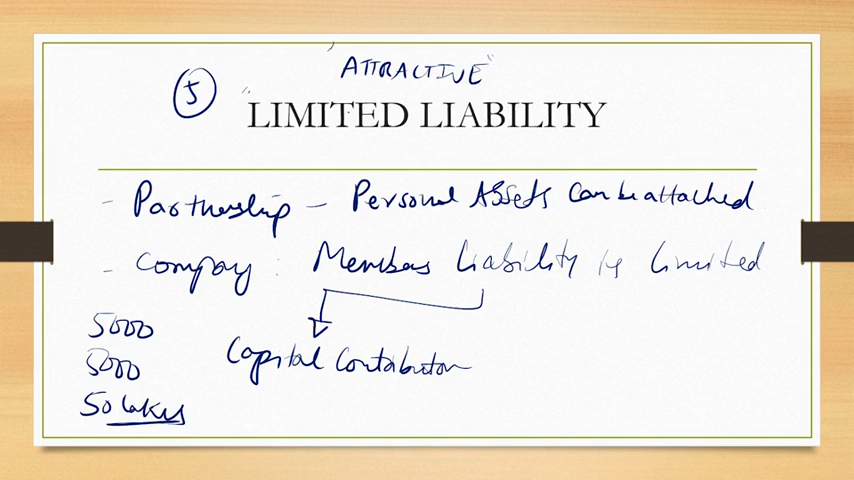 "ATTRACTIVE"
5
LIMITED LIABILITY
- Partnership - Personal Assets can be attached
- Company : Members Liability is Limited
5000
5000
50 lakhs
Capital Contribution